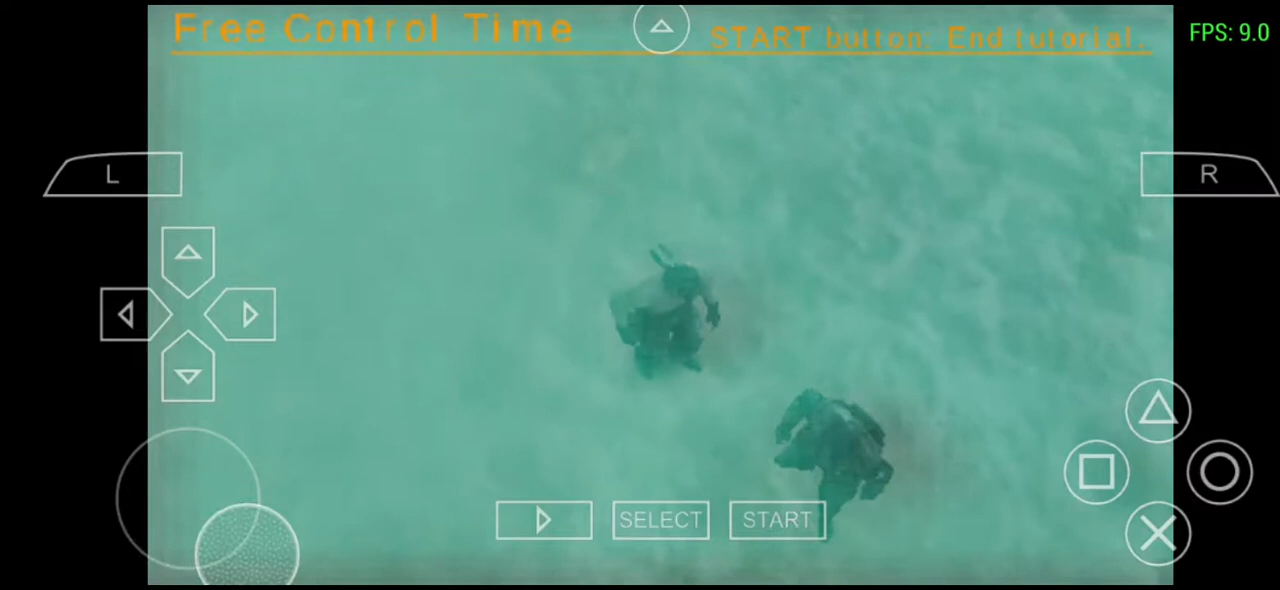 Free Control Time
START button: End tutorial.
FPS: 9.0
L
R
SELECT
START